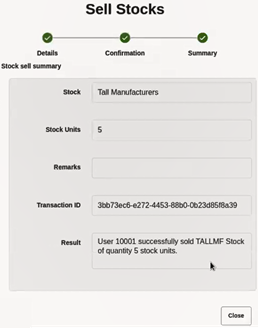 Sell Stocks
Details
Confirmation
Summary
Stock sell summary
Stock
Tall Manufacturers
Stock Units
5
Remarks
Transaction ID
3bb73ec6-e272-4453-88b0-0b23d85f8a39
Result
User 10001 successfully sold TALLMF Stock
of quantity 5 stock units.
Close